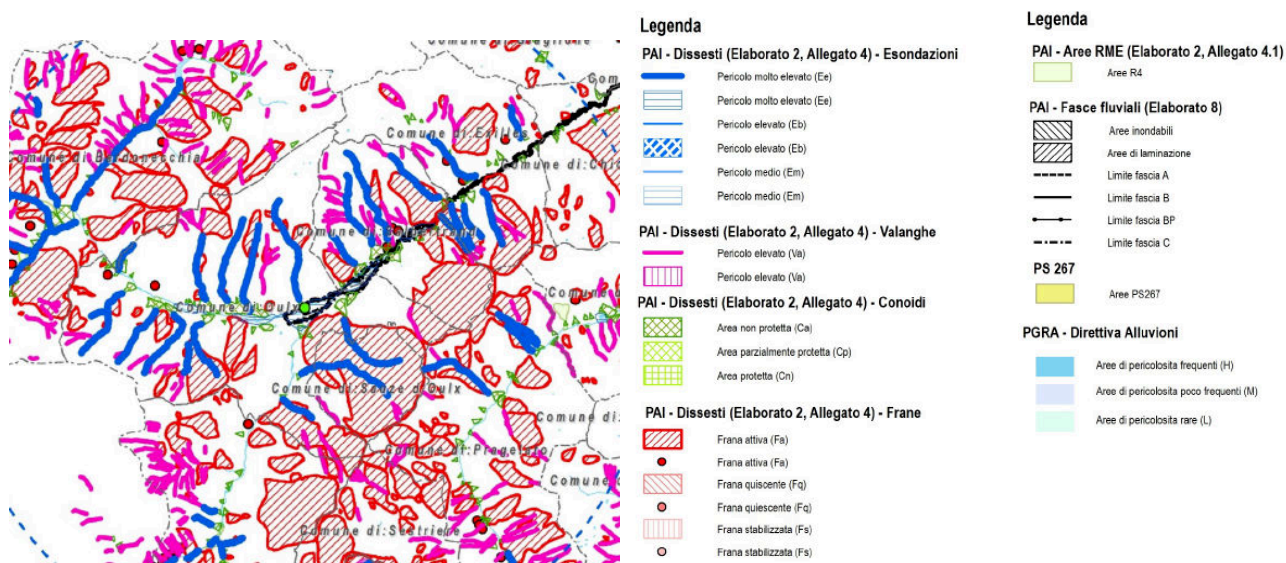 Comune di:Exilles
Comune di:Bardonecchia
Comune di:Chi
Comune di:Salbertrand
Comune d
Comune di:Oulx
Comune di:Sauze d'Oulx
Comune di:Pragelato
Comune di:Sestriere
Legenda
PAI - Dissesti (Elaborato 2, Allegato 4) - Esondazioni
Pericolo molto elevato (Ee)
Pericolo molto elevato (Ee)
Pericolo elevato (Eb)
Pericolo elevato (Eb)
Pericolo medio (Em)
Pericolo medio (Em)
PAI - Dissesti (Elaborato 2, Allegato 4) - Valanghe
Pericolo elevato (Va)
Pericolo elevato (Va)
PAI - Dissesti (Elaborato 2, Allegato 4) - Conoidi
Area non protetta (Ca)
Area parzialmente protetta (Cp)
Area protetta (Cn)
PAI - Dissesti (Elaborato 2, Allegato 4) - Frane
Frana attiva (Fa)
Frana attiva (Fa)
Frana quiscente (Fq)
Frana quiescente (Fq)
Frana stabilizzata (Fs)
Frana stabilizzata (Fs)
Legenda
PAI - Aree RME (Elaborato 2, Allegato 4.1)
Aree R4
PAI - Fasce fluviali (Elaborato 8)
Aree inondabili
Aree di laminazione
Limite fascia A
Limite fascia B
Limite fascia BP
Limite fascia C
PS 267
Aree PS267
PGRA - Direttiva Alluvioni
Aree di pericolosita frequenti (H)
Aree di pericolosita poco frequenti (M)
Aree di pericolosita rare (L)